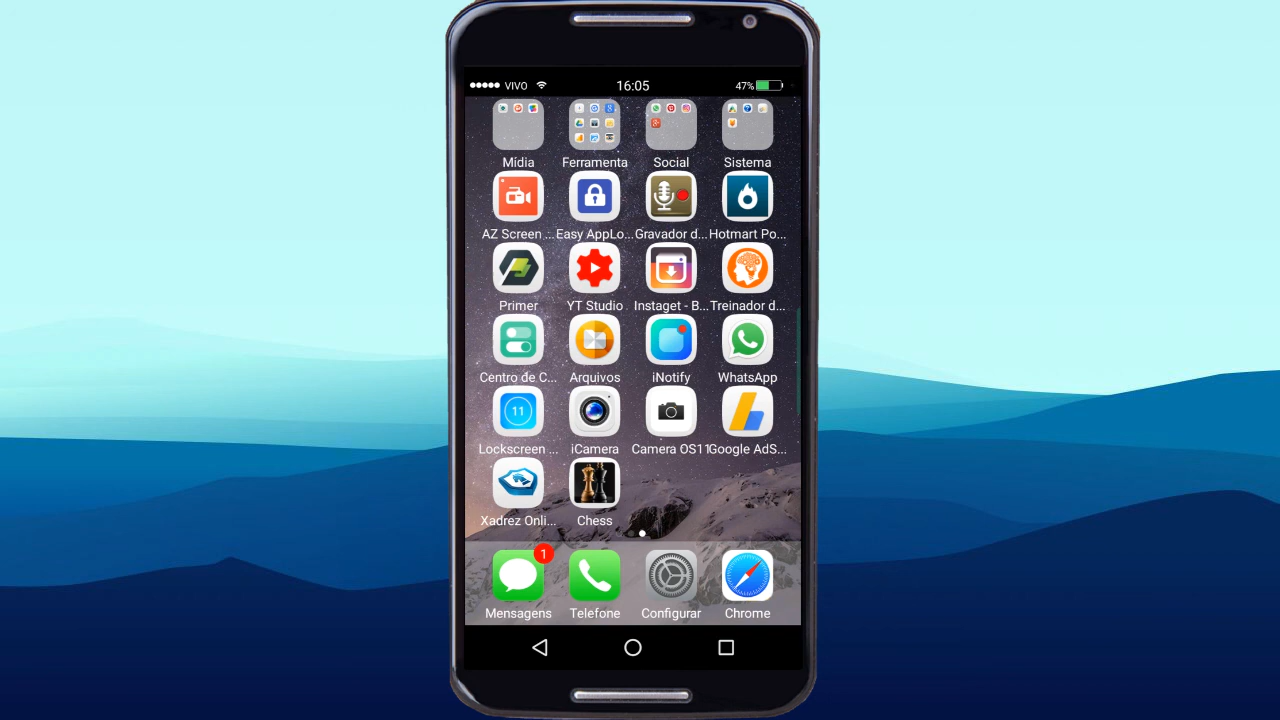 VIVO 16:05 47%
Mídia Ferramenta Social Sistema
AZ Screen ... Easy AppLo... Gravador d... Hotmart Po...
Primer YT Studio Instaget - B... Treinador d...
Centro de C... Arquivos iNotify WhatsApp
11
Lockscreen ... iCamera Camera OS11 Google AdS...
Xadrez Onli... Chess
1
Mensagens Telefone Configurar Chrome